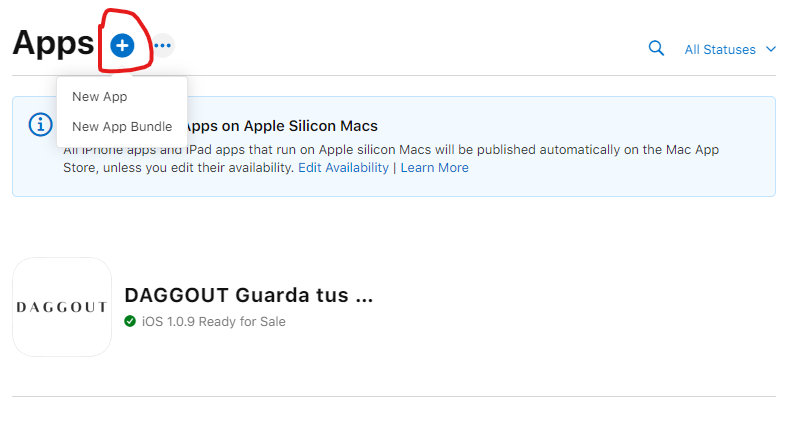 Apps
All Statuses
New App
New App Bundle
Apps on Apple Silicon Macs
All iPhone apps and iPad apps that run on Apple silicon Macs will be published automatically on the Mac App
Store, unless you edit their availability. Edit Availability | Learn More
DAGGOUT
DAGGOUT Guarda tus ...
iOS 1.0.9 Ready for Sale